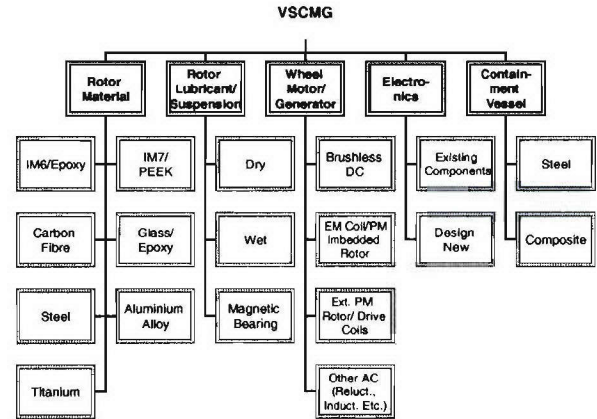 VSCMG
Rotor
Material
Rotor
Lubricant/
Suspension
Wheel
Motor/
Generator
Electro-
nics
Contain-
ment
Vessel
IM6/Epoxy
IM7/
PEEK
Dry
Brushless
DC
Existing
Components
Steel
Carbon
Fibre
Glass/
Epoxy
Wet
EM Coil/PM
Imbedded
Rotor
Design
New
Composite
Steel
Aluminium
Alloy
Magnetic
Bearing
Ext. PM
Rotor/ Drive
Coils
Titanium
Other AC
(Reluct.,
Induct. Etc.)